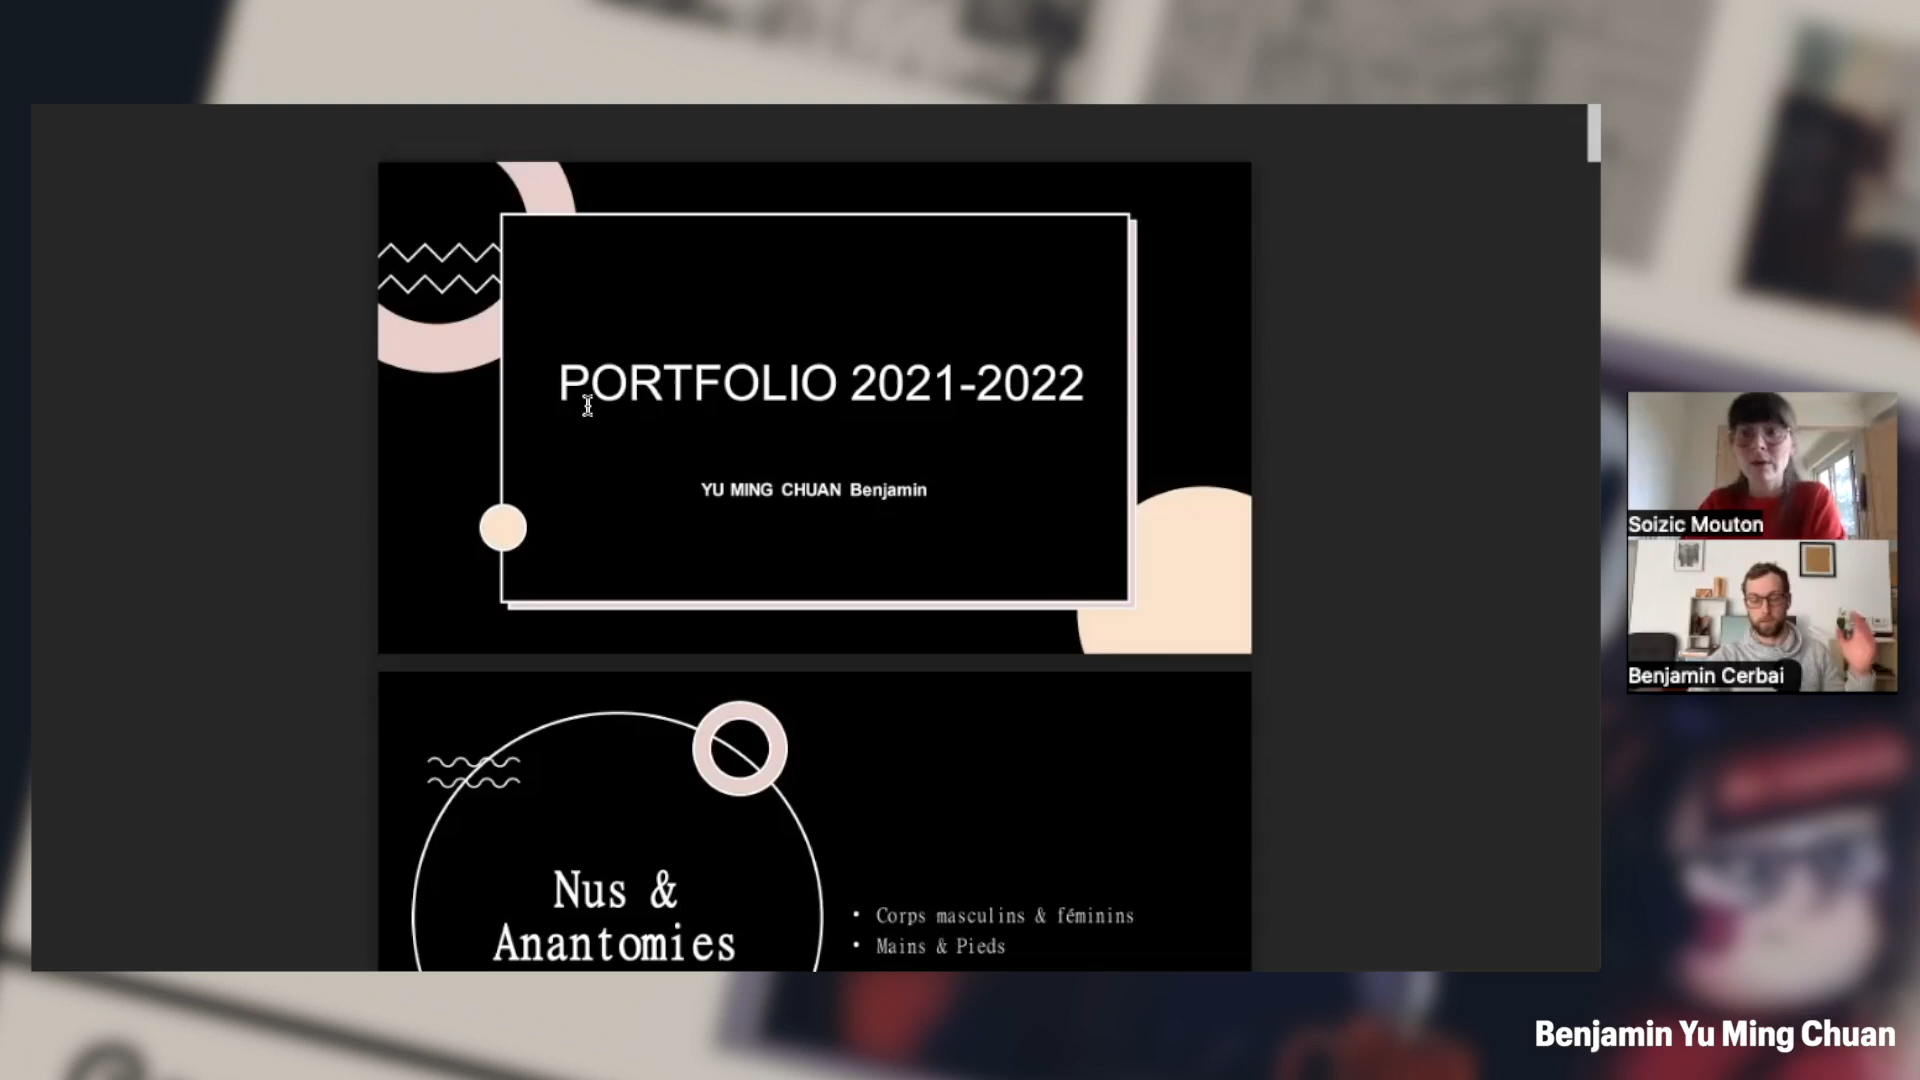 PORTFOLIO 2021-2022
YU MING CHUAN Benjamin
Nus &
Anantomies
• Corps masculins & féminins
• Mains & Pieds
Soizic Mouton
Benjamin Cerbai
Benjamin Yu Ming Chuan